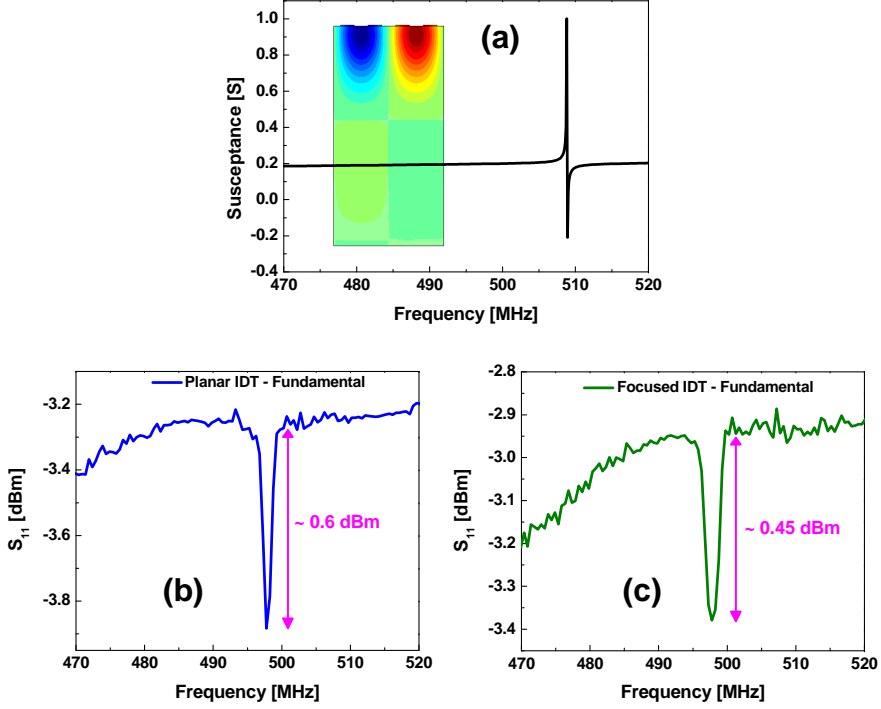 (a)
Susceptance [S]
1.0
0.8
0.6
0.4
0.2
0.0
-0.2
-0.4
470 480 490 500 510 520
Frequency [MHz]
Planar IDT - Fundamental
S11 [dBm]
-3.2
-3.4
-3.6
-3.8
~ 0.6 dBm
(b)
470 480 490 500 510 520
Frequency [MHz]
Focused IDT - Fundamental
S11 [dBm]
-2.8
-2.9
-3.0
-3.1
-3.2
-3.3
-3.4
~ 0.45 dBm
(c)
470 480 490 500 510 520
Frequency [MHz]